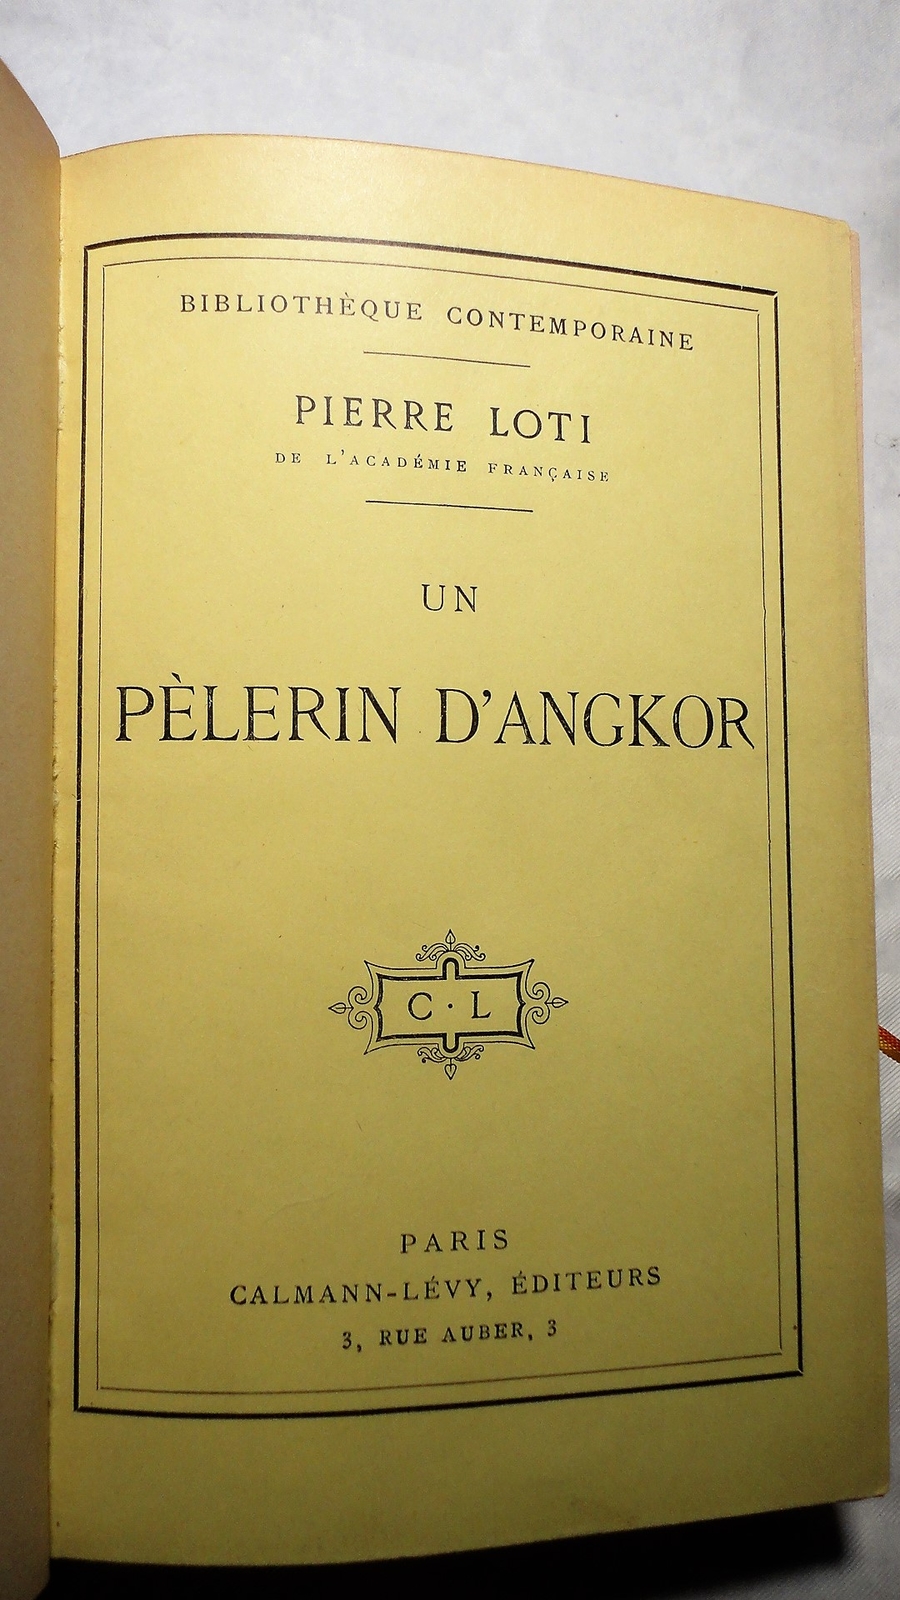 BIBLIOTHÈQUE CONTEMPORAINE
PIERRE LOTI
DE L'ACADÉMIE FRANÇAISE
UN
PÈLERIN D'ANGKOR
C · L
PARIS
CALMANN-LÉVY, ÉDITEURS
3, RUE AUBER, 3